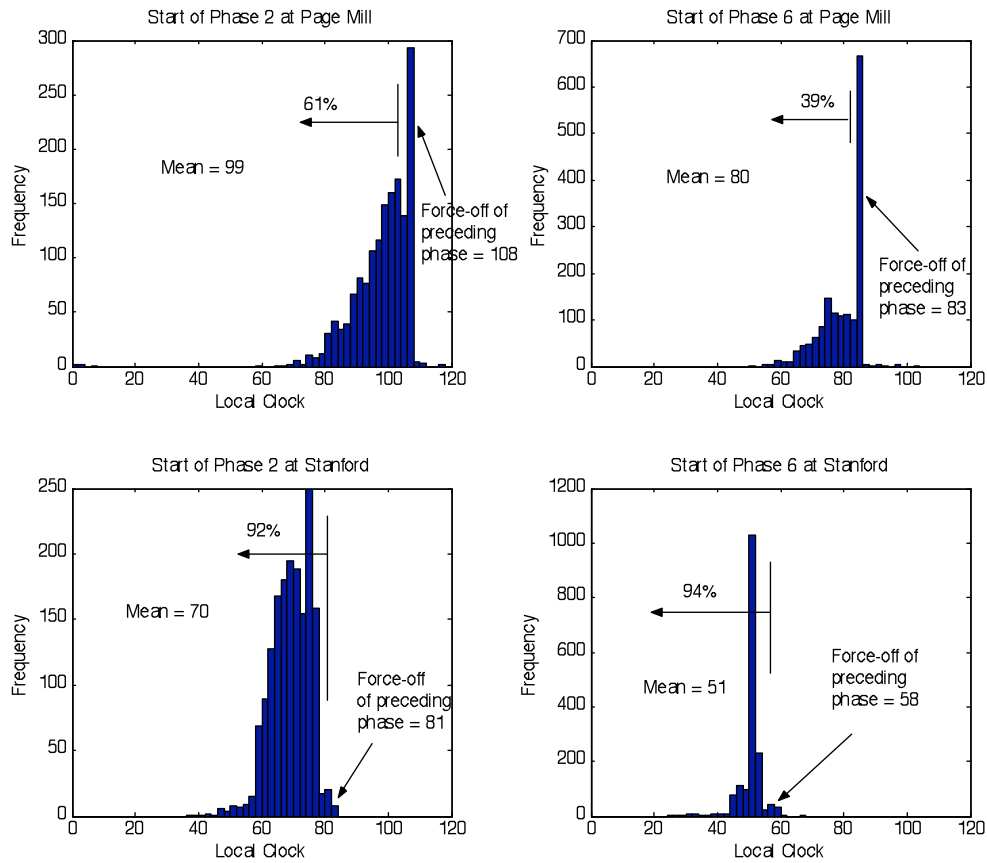 Start of Phase 2 at Page Mill
300
250
200
150
100
50
0
Frequency
61%
Mean = 99
Force-off of
preceding
phase = 108
0 20 40 60 80 100 120
Local Clock
Start of Phase 6 at Page Mill
700
600
500
400
300
200
100
0
Frequency
39%
Mean = 80
Force-off of
preceding
phase = 83
0 20 40 60 80 100 120
Local Clock
Start of Phase 2 at Stanford
250
200
150
100
50
0
Frequency
92%
Mean = 70
Force-off
of preceding
phase = 81
0 20 40 60 80 100 120
Local Clock
Start of Phase 6 at Stanford
1200
1000
800
600
400
200
0
Frequency
94%
Mean = 51
Force-off of
preceding
phase = 58
0 20 40 60 80 100 120
Local Clock